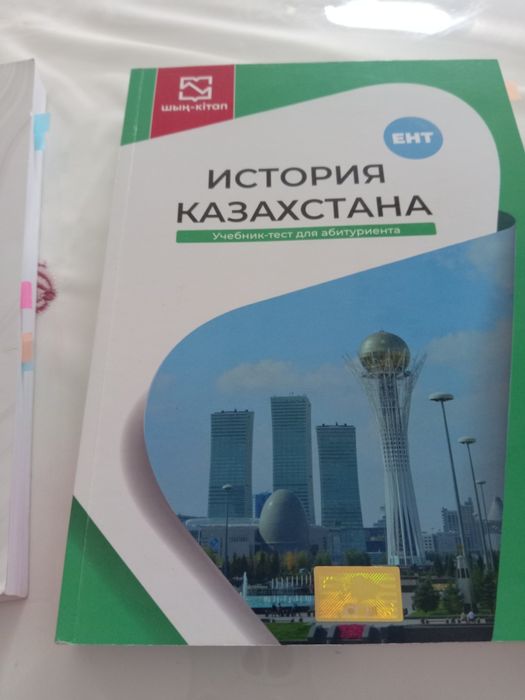 шың-кітап
ЕНТ
ИСТОРИЯ
КАЗАХСТАНА
Учебник-тест для абитуриента